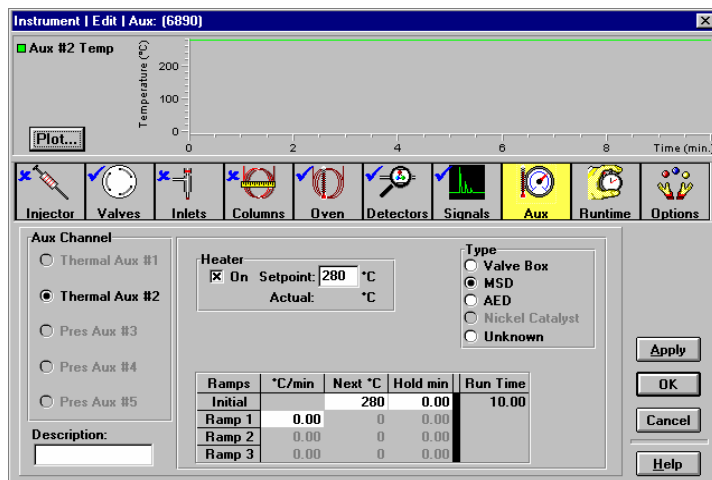 Instrument | Edit | Aux: (6890)
Aux #2 Temp
Temperature (°C)
200
100
0
0 2 4 6 8 Time (min.)
Plot...
Injector Valves Inlets Columns Oven Detectors Signals Aux Runtime Options
Aux Channel
Thermal Aux #1
Thermal Aux #2
Pres Aux #3
Pres Aux #4
Pres Aux #5
Description:
Heater
On Setpoint: 280 °C
Actual: °C
Type
Valve Box
MSD
AED
Nickel Catalyst
Unknown
Ramps °C/min Next °C Hold min Run Time
Initial 280 0.00 10.00
Ramp 1 0.00 0 0.00
Ramp 2 0.00 0 0.00
Ramp 3 0.00 0 0.00
Apply
OK
Cancel
Help